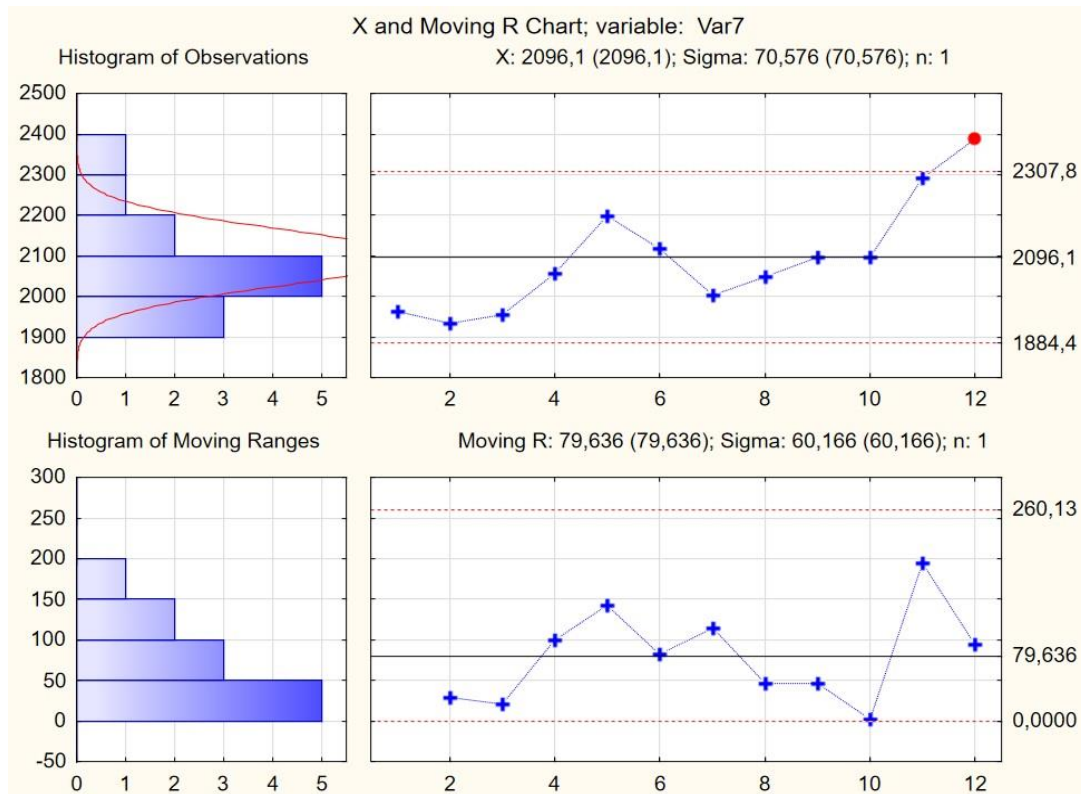 X and Moving R Chart; variable: Var7
Histogram of Observations
X: 2096,1 (2096,1); Sigma: 70,576 (70,576); n: 1
2500
2400
2300
2200
2100
2000
1900
1800
0 1 2 3 4 5
2307,8
2096,1
1884,4
2 4 6 8 10 12
Histogram of Moving Ranges
Moving R: 79,636 (79,636); Sigma: 60,166 (60,166); n: 1
300
250
200
150
100
50
0
-50
0 1 2 3 4 5
260,13
79,636
0,0000
2 4 6 8 10 12